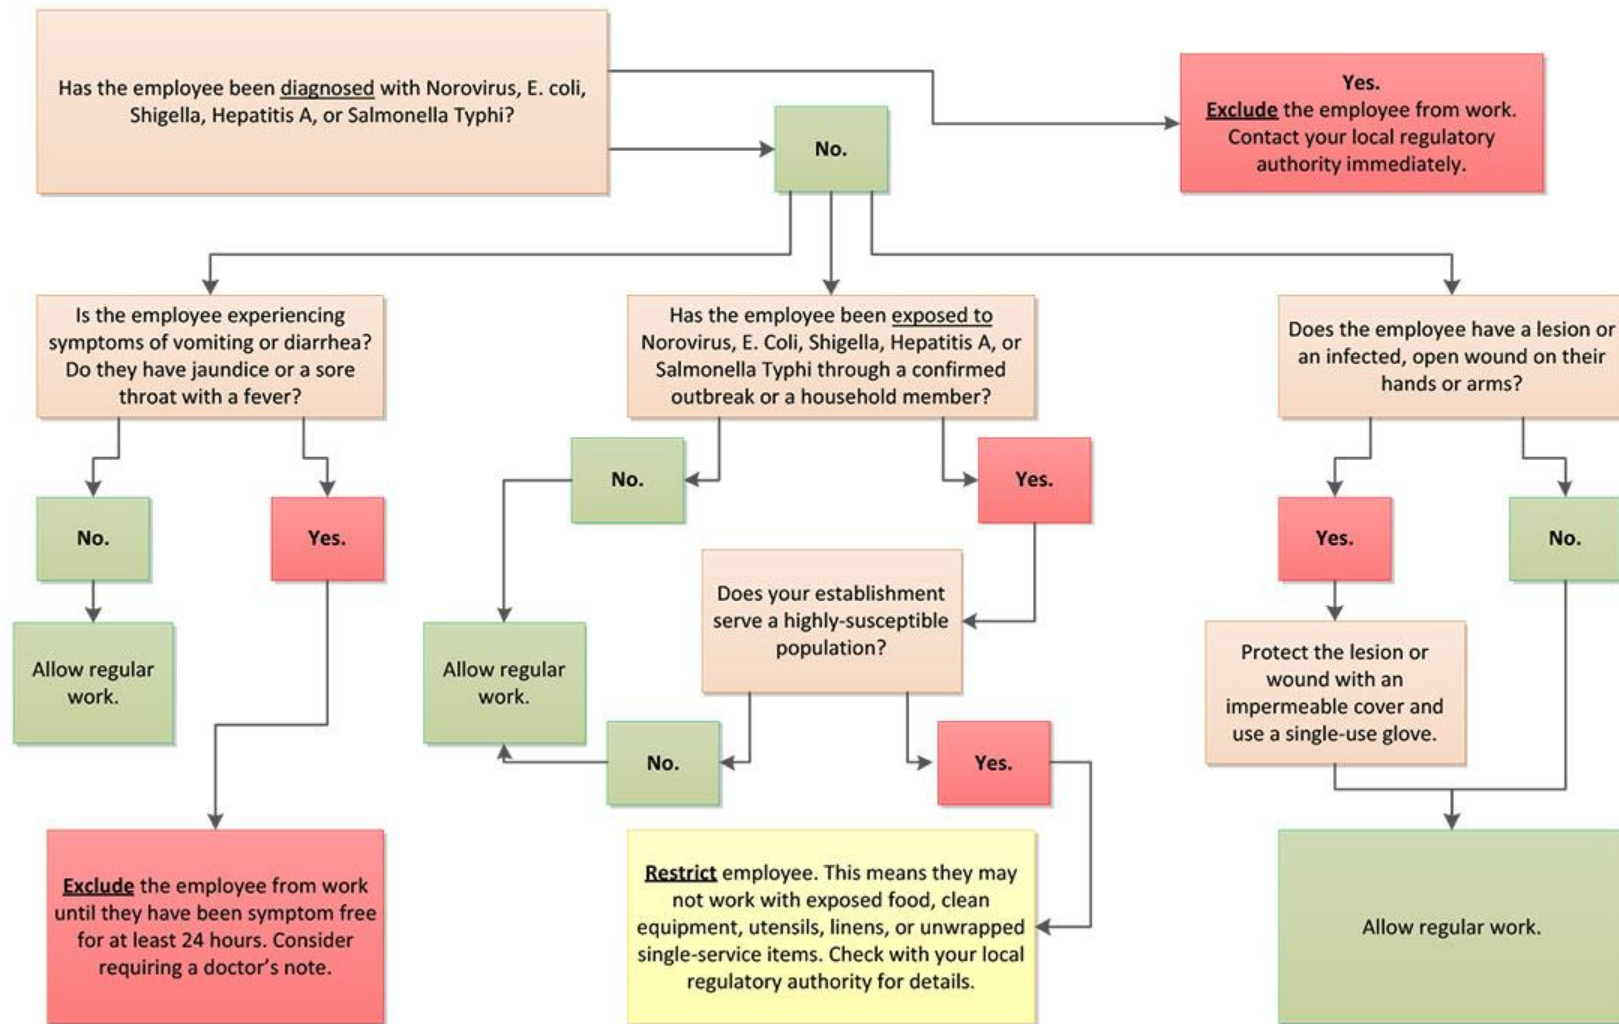 Has the employee been diagnosed with Norovirus, E. coli,
Shigella, Hepatitis A, or Salmonella Typhi?
Yes.
Exclude the employee from work.
Contact your local regulatory
authority immediately.
No.
Is the employee experiencing
symptoms of vomiting or diarrhea?
Do they have jaundice or a sore
throat with a fever?
Has the employee been exposed to
Norovirus, E. Coli, Shigella, Hepatitis A, or
Salmonella Typhi through a confirmed
outbreak or a household member?
Does the employee have a lesion or
an infected, open wound on their
hands or arms?
No.
Yes.
No.
Yes.
Yes.
No.
Allow regular
work.
Does your establishment
serve a highly-susceptible
population?
Allow regular
work.
Protect the lesion or
wound with an
impermeable cover and
use a single-use glove.
No.
Yes.
Exclude the employee from work
until they have been symptom free
for at least 24 hours. Consider
requiring a doctor's note.
Restrict employee. This means they may
not work with exposed food, clean
equipment, utensils, linens, or unwrapped
single-service items. Check with your local
regulatory authority for details.
Allow regular work.